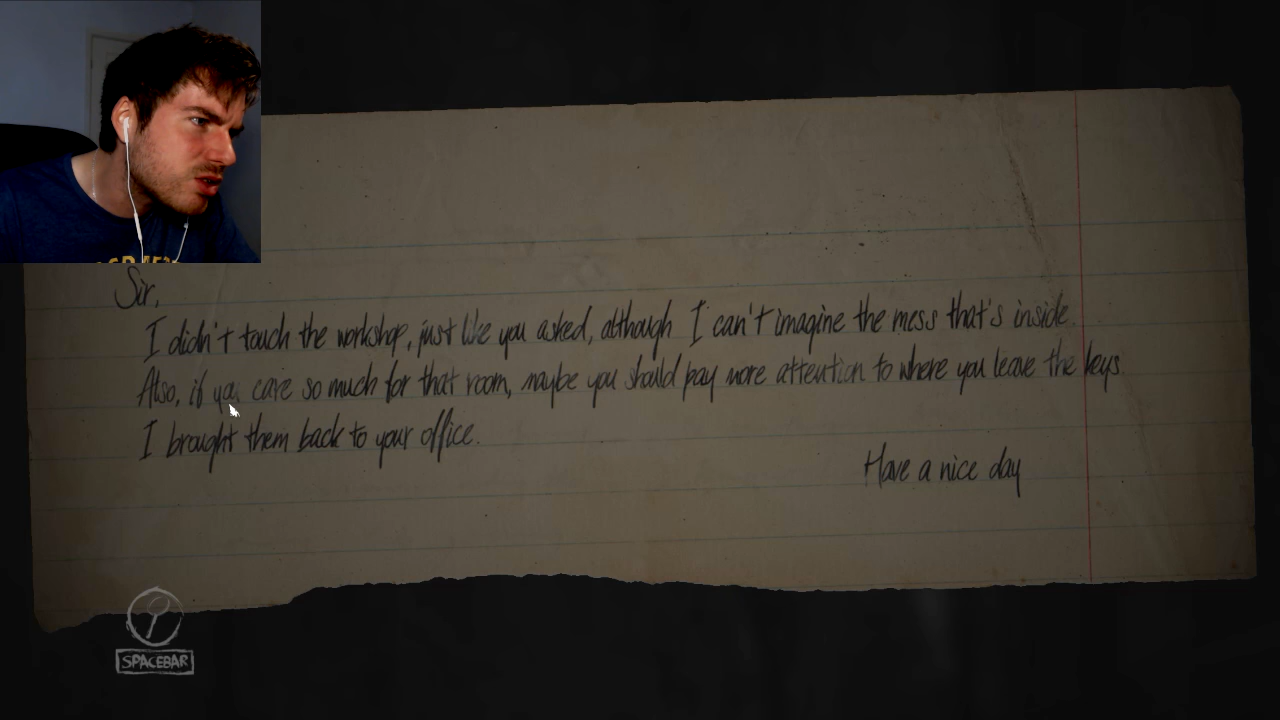 Sir,
I didn't touch the workshop, just like you asked, although I can't imagine the mess that's inside.
Also, if you care so much for that room, maybe you should pay more attention to where you leave the keys.
I brought them back to your office.
Have a nice day
SPACEBAR